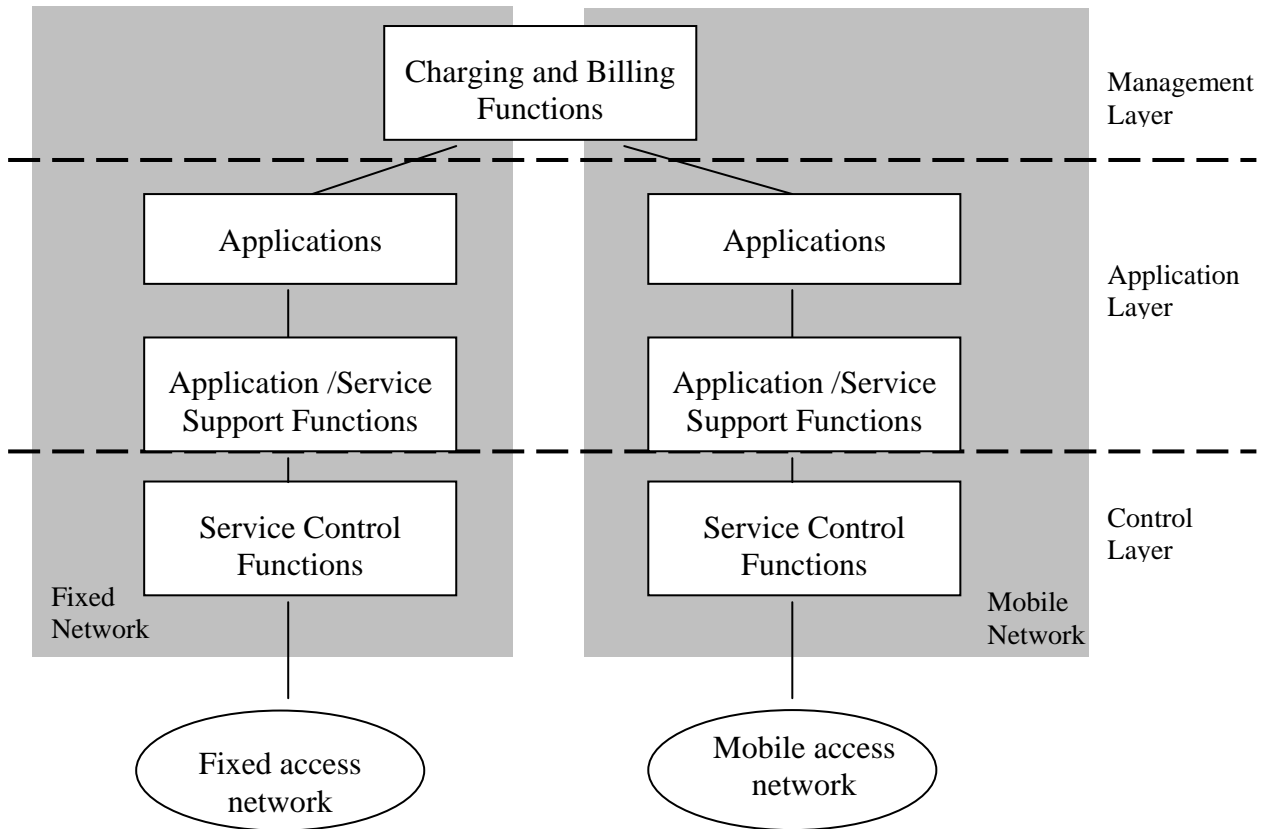 Charging and Billing
Functions
Management
Layer
Applications
Applications
Application
Layer
Application /Service
Support Functions
Application /Service
Support Functions
Service Control
Functions
Service Control
Functions
Control
Layer
Fixed
Network
Mobile
Network
Fixed access
network
Mobile access
network